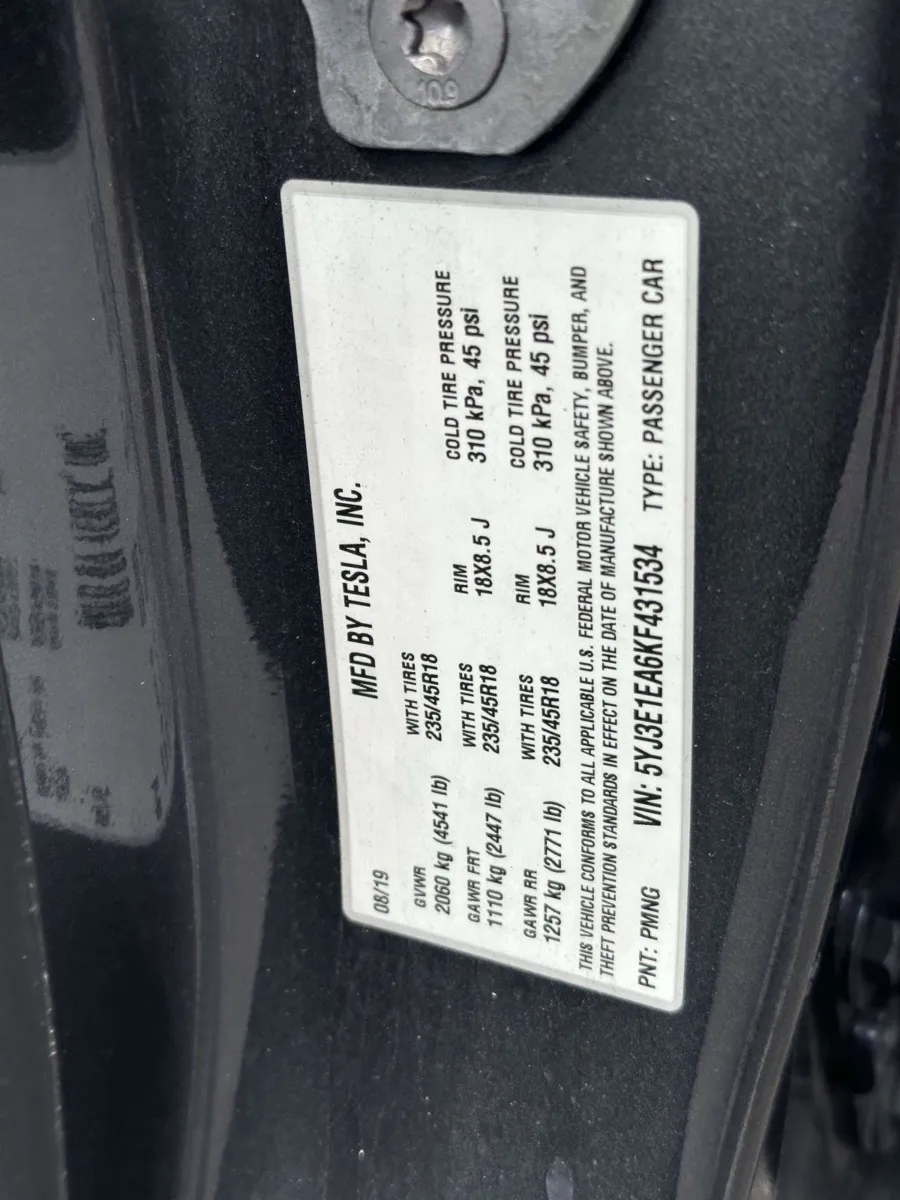 10.9
MFD BY TESLA, INC.
08/19
GVWR WITH TIRES
2060 kg (4541 lb) 235/45R18
GAWR FRT WITH TIRES RIM COLD TIRE PRESSURE
1110 kg (2447 lb) 235/45R18 18X8.5 J 310 kPa, 45 psi
GAWR RR WITH TIRES RIM COLD TIRE PRESSURE
1257 kg (2771 lb) 235/45R18 18X8.5 J 310 kPa, 45 psi
THIS VEHICLE CONFORMS TO ALL APPLICABLE U.S. FEDERAL MOTOR VEHICLE SAFETY, BUMPER, AND
THEFT PREVENTION STANDARDS IN EFFECT ON THE DATE OF MANUFACTURE SHOWN ABOVE.
PNT: PMNG VIN: 5YJ3E1EA6KF431534 TYPE: PASSENGER CAR